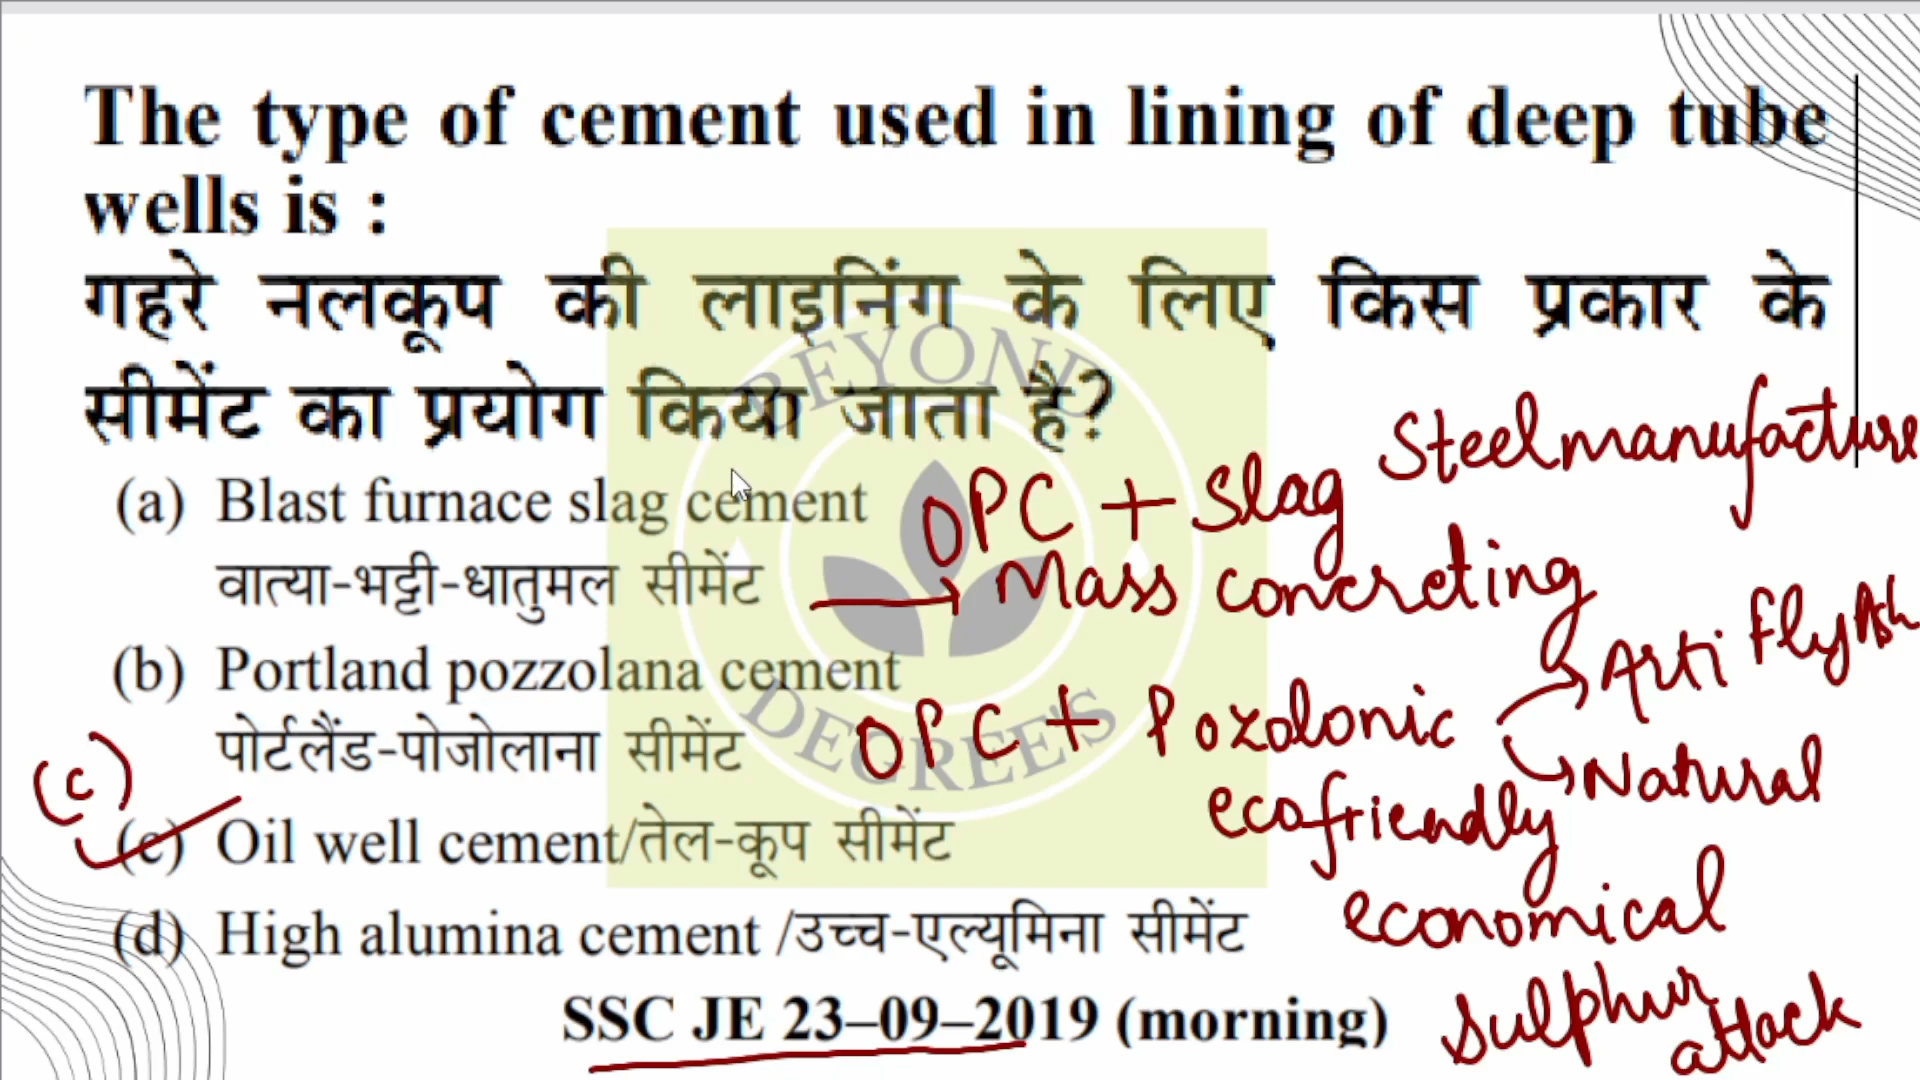 The type of cement used in lining of deep tube
wells is :
गहरे नलकूप की लाइनिंग के लिए किस प्रकार के
सीमेंट का प्रयोग किया जाता है?
(a) Blast furnace slag cement
OPC + Slag Steel manufacture
वात्या-भट्टी-धातुमल सीमेंट
→ Mass concreting
(b) Portland pozzolana cement
OPC + Pozolonic → Arti Fly Ash
→ Natural
पोर्टलैंड-पोजोलाना सीमेंट
ecofriendly
economical
Sulphur
attack
(c)
(c) Oil well cement/तेल-कूप सीमेंट
(d) High alumina cement /उच्च-एल्यूमिना सीमेंट
SSC JE 23–09–2019 (morning)
BEYOND
DEGREE'S